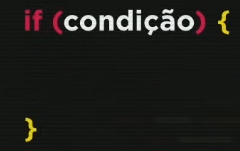 if (condição) {
}